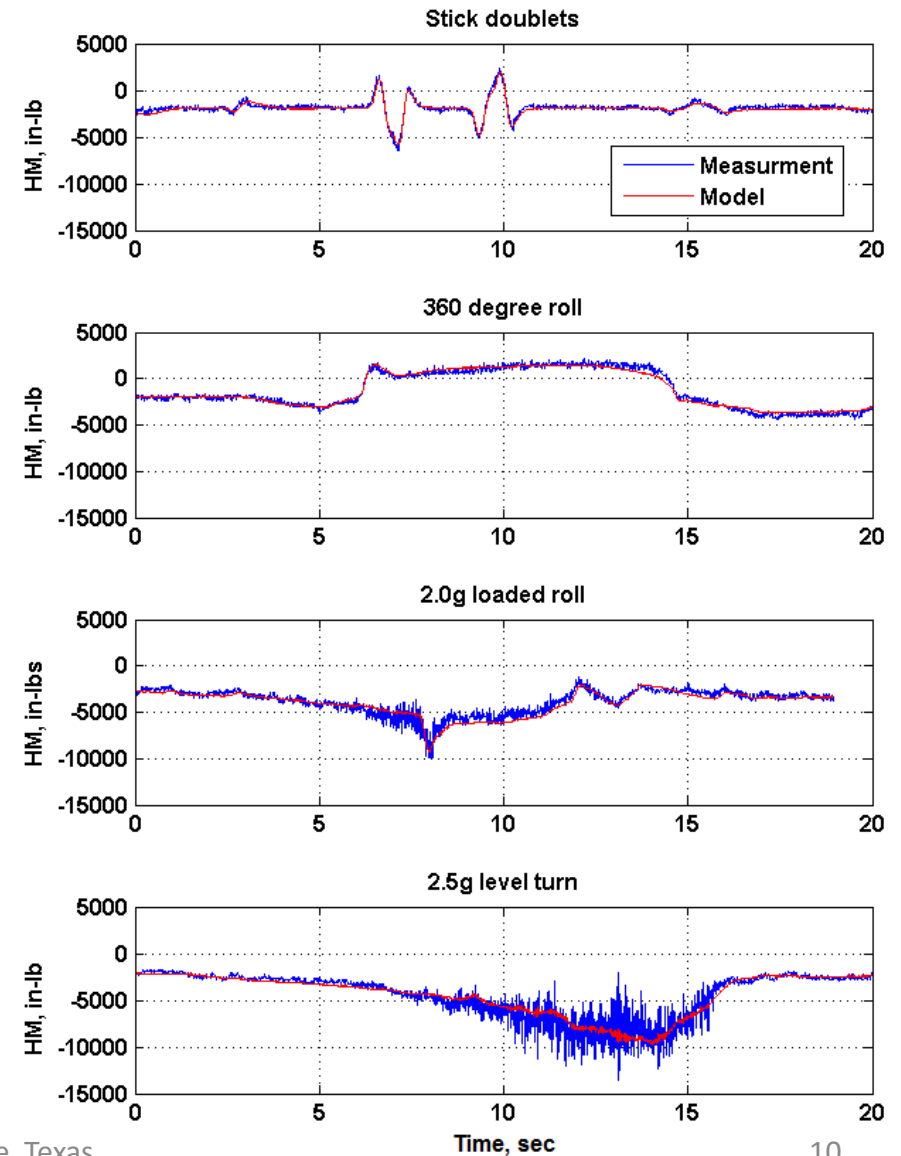 Stick doublets
5000
0
-5000
-10000
-15000
HM, in-lb
Measurment
Model
0 5 10 15 20
360 degree roll
5000
0
-5000
-10000
-15000
HM, in-lb
0 5 10 15 20
2.0g loaded roll
5000
0
-5000
-10000
-15000
HM, in-lbs
0 5 10 15 20
2.5g level turn
5000
0
-5000
-10000
-15000
HM, in-lb
0 5 10 15 20
Time, sec
Texas
10